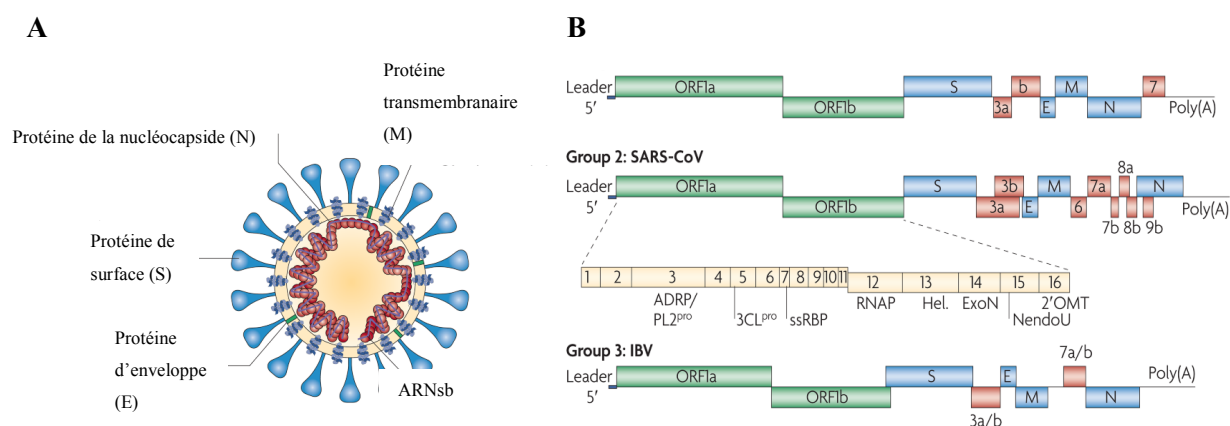 A
Protéine
transmembranaire
(M)
Protéine de la nucléocapside (N)
Protéine de
surface (S)
Protéine
d'enveloppe
(E)
ARNsb
B
Leader
5′
ORF1a
ORF1b
S
3a
b
E
M
N
7
Poly(A)
Group 2: SARS-CoV
Leader
5′
ORF1a
ORF1b
S
3a
3b
E
M
6
7a
7b
8a
8b
9b
N
Poly(A)
1 2 3 4 5 6 7 8 9 10 11 12 13 14 15 16
ADRP/
PL2pro
3CLpro
ssRBP
RNAP
Hel.
ExoN
NendoU
2′OMT
Group 3: IBV
Leader
5′
ORF1a
ORF1b
S
3a/b
E
M
7a/b
N
Poly(A)